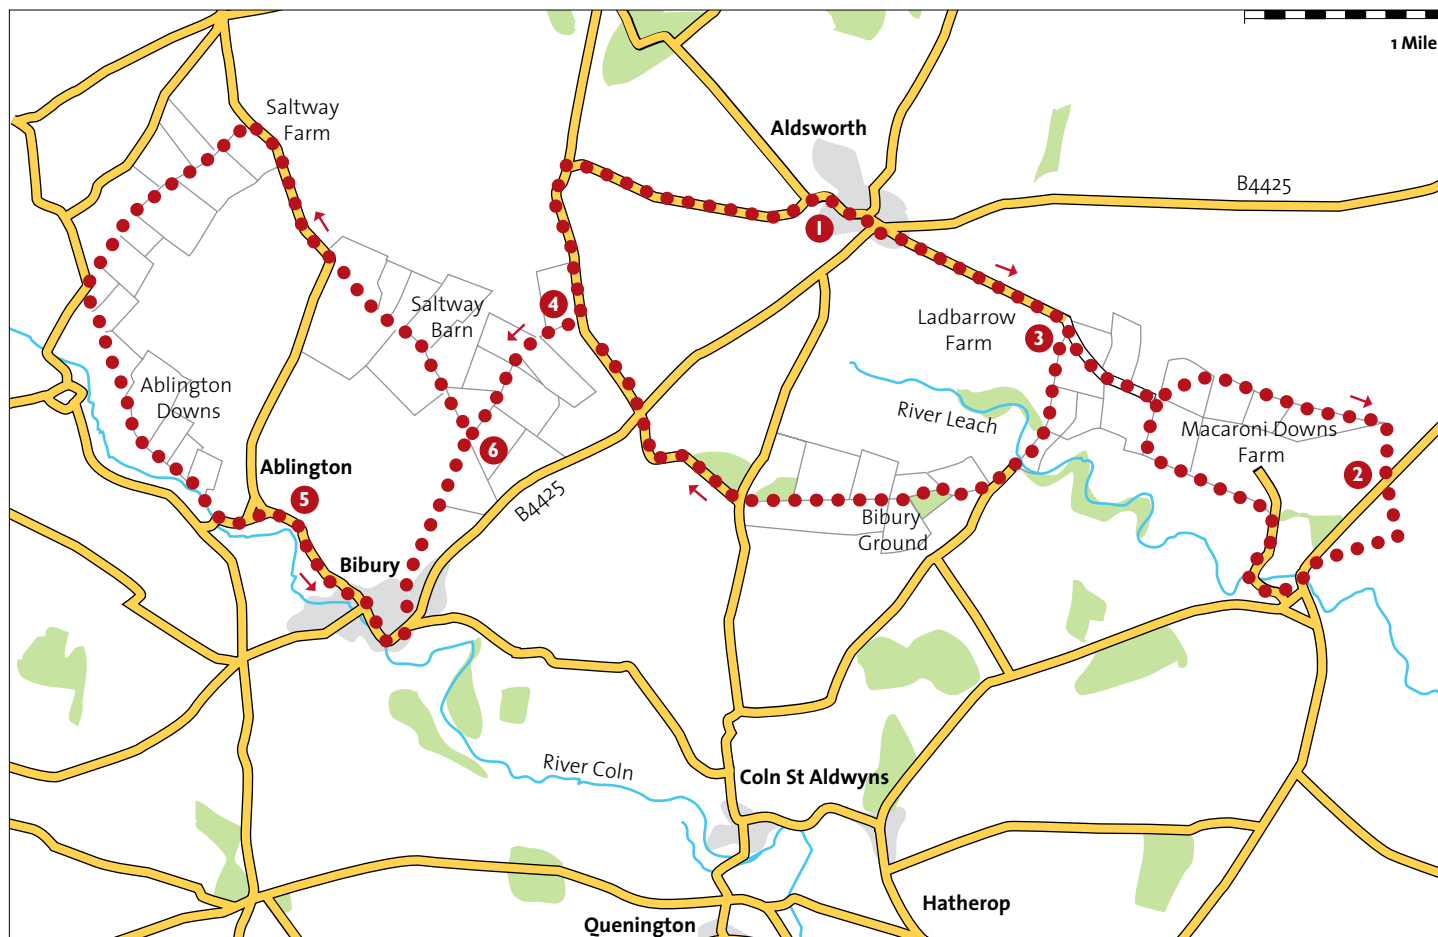 1 Mile
Saltway
Farm
Aldsworth
B4425
1
Saltway
Barn
4
Ladbarrow
Farm
3
Ablington
Downs
River Leach
Macaroni Downs
Farm
2
Ablington
5
6
B4425
Bibury
Ground
Bibury
River Coln
Coln St Aldwyns
Hatherop
Quenington